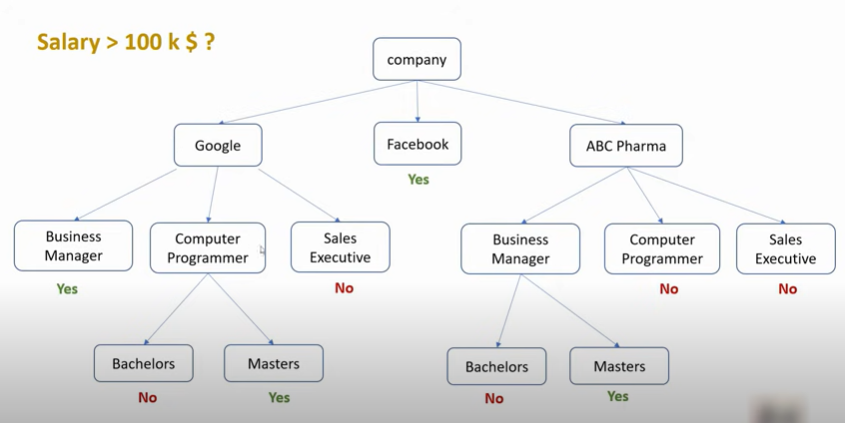 Salary > 100 k $ ?
company
Google
Facebook
ABC Pharma
Yes
Business
Manager
Computer
Programmer
Sales
Executive
Business
Manager
Computer
Programmer
Sales
Executive
Yes
No
No
No
Bachelors
Masters
Bachelors
Masters
No
Yes
No
Yes